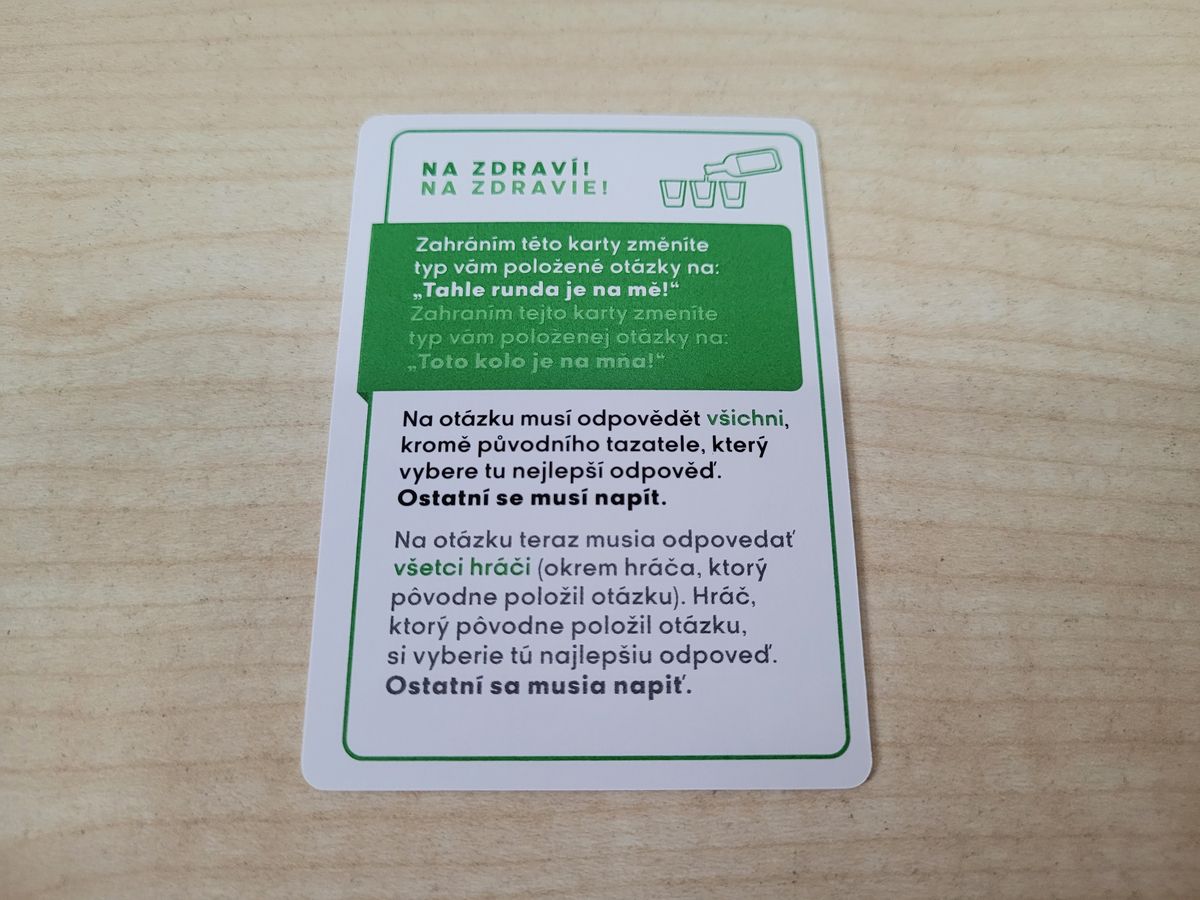 NA ZDRAVÍ!
NA ZDRAVIE!
Zahráním této karty změníte
typ vám položené otázky na:
„Tahle runda je na mě!“
Zahraním tejto karty zmeníte
typ vám položenej otázky na:
„Toto kolo je na mňa!“
Na otázku musí odpovědět všichni,
kromě původního tazatele, který
vybere tu nejlepší odpověď.
Ostatní se musí napít.
Na otázku teraz musia odpovedať
všetci hráči (okrem hráča, ktorý
pôvodne položil otázku). Hráč,
ktorý pôvodne položil otázku,
si vyberie tú najlepšiu odpoveď.
Ostatní sa musia napiť.